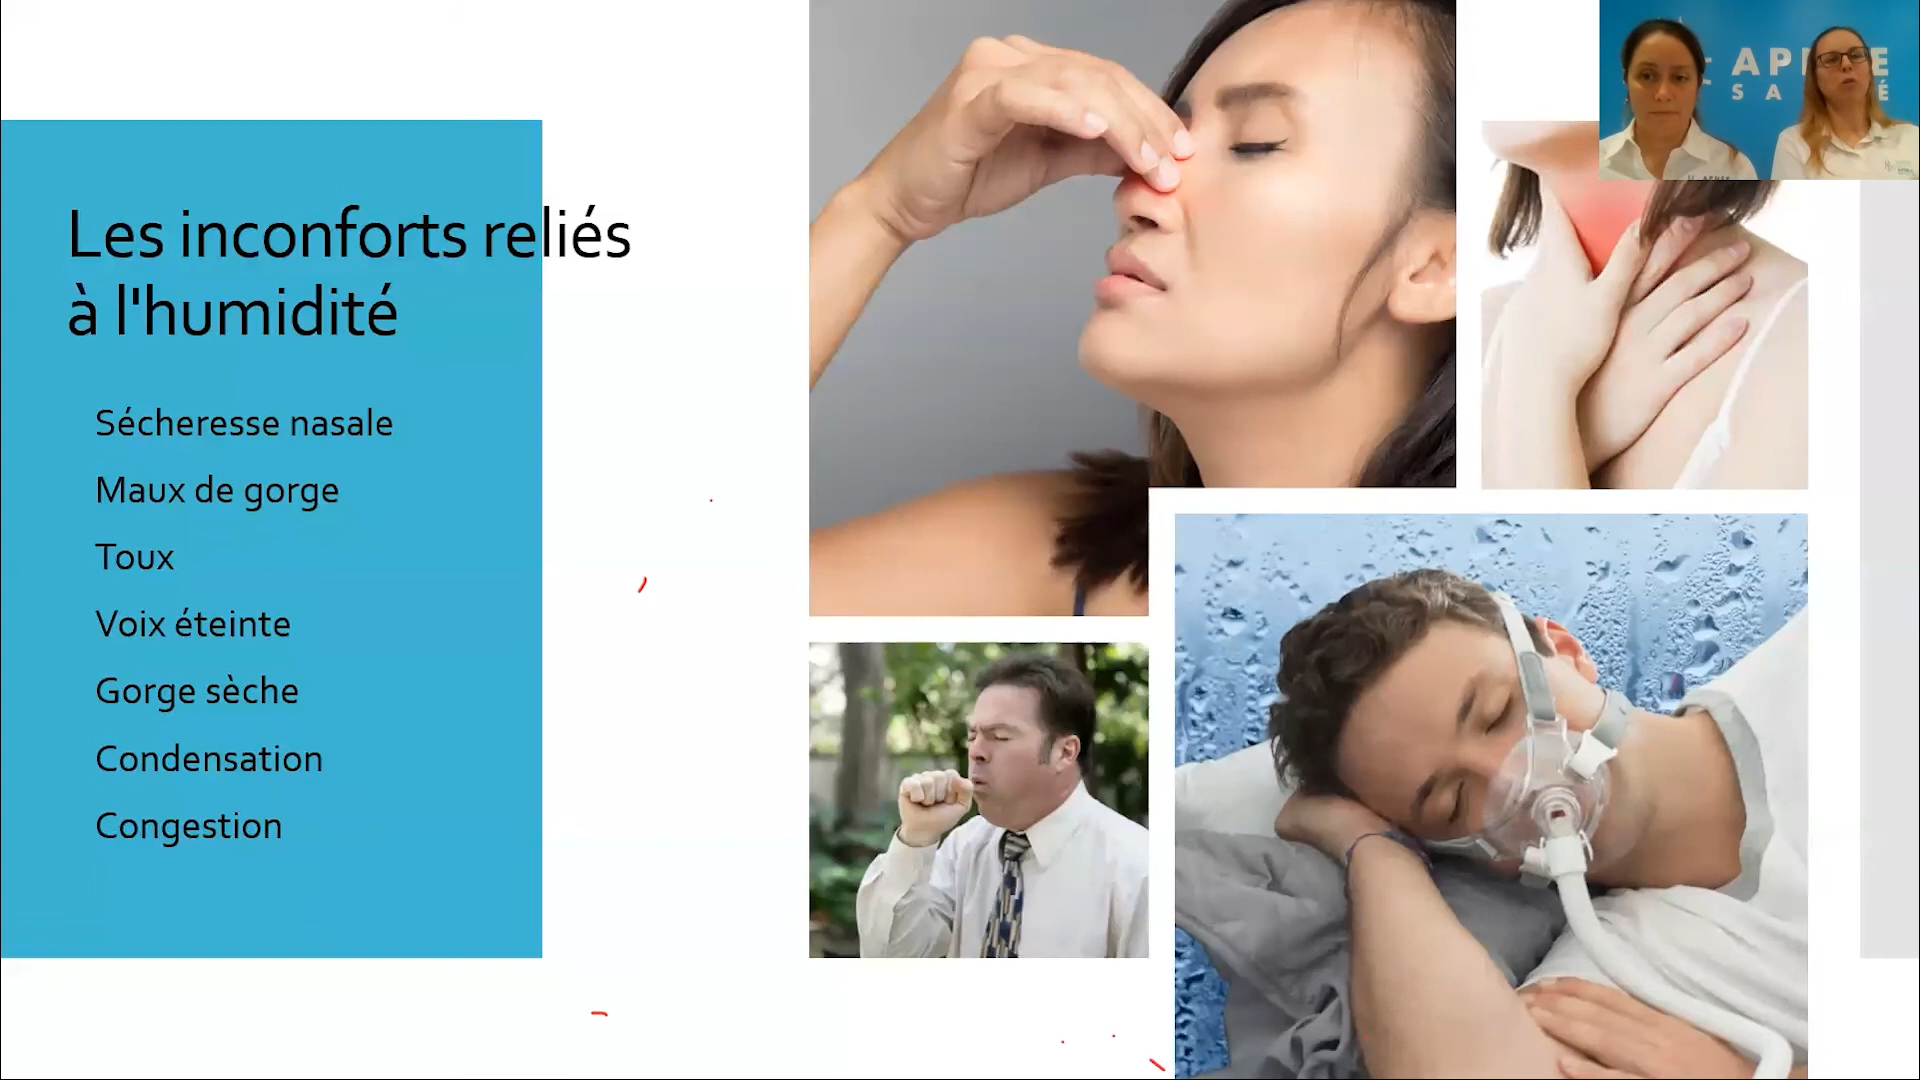 Les inconforts reliés
à l'humidité
Sécheresse nasale
Maux de gorge
Toux
Voix éteinte
Gorge sèche
Condensation
Congestion